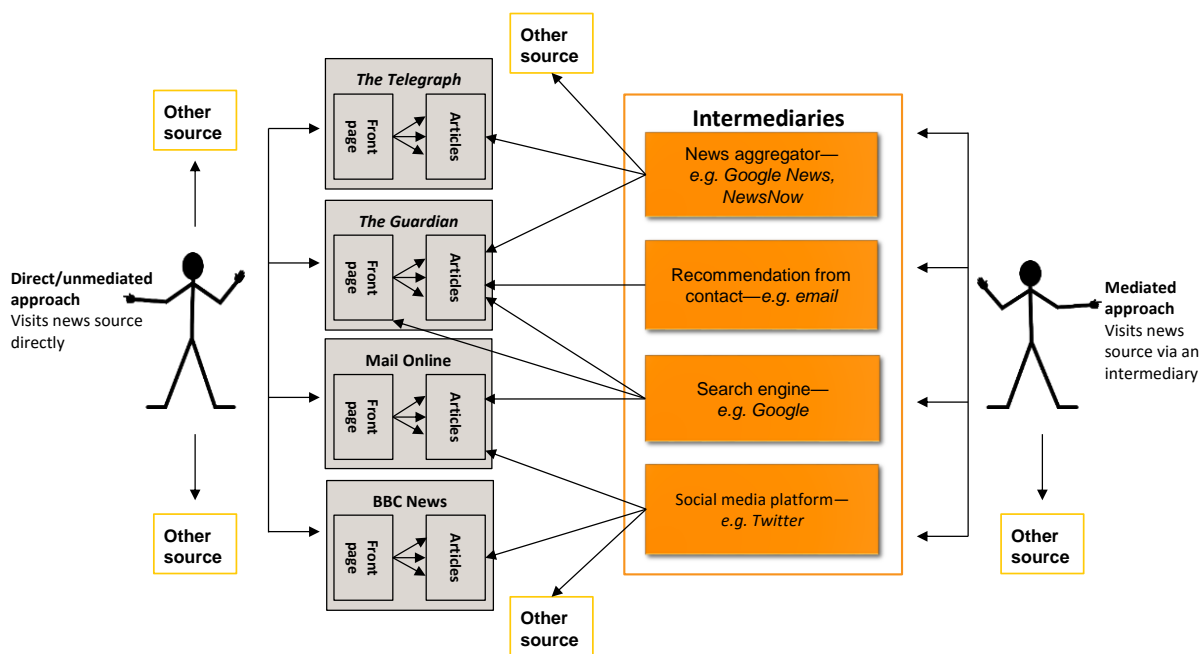 Other
source
Direct/unmediated
approach
Visits news source
directly
Other
source
The Telegraph
Front
page
Articles
The Guardian
Front
page
Articles
Mail Online
Front
page
Articles
BBC News
Front
page
Articles
Other
source
Other
source
Intermediaries
News aggregator—
e.g. Google News,
NewsNow
Recommendation from
contact—e.g. email
Search engine—
e.g. Google
Social media platform—
e.g. Twitter
Mediated
approach
Visits news
source via an
intermediary
Other
source